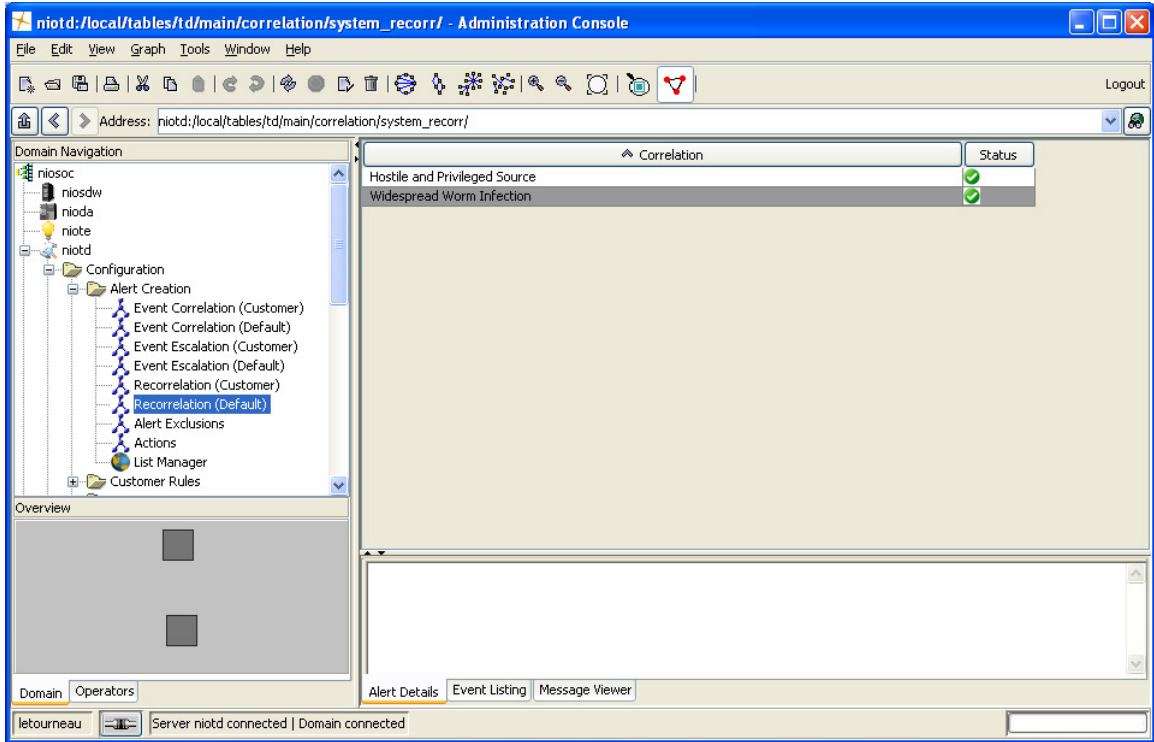 niotd:/local/tables/td/main/correlation/system_recorr/ - Administration Console
File Edit View Graph Tools Window Help
Logout
Address: niotd:/local/tables/td/main/correlation/system_recorr/
Domain Navigation
niosoc
niosdw
nioda
niote
niotd
Configuration
Alert Creation
Event Correlation (Customer)
Event Correlation (Default)
Event Escalation (Customer)
Event Escalation (Default)
Recorrelation (Customer)
Recorrelation (Default)
Alert Exclusions
Actions
List Manager
Customer Rules
Correlation Status
Hostile and Privileged Source
Widespread Worm Infection
Overview
Domain Operators
Alert Details Event Listing Message Viewer
letourneau Server niotd connected | Domain connected